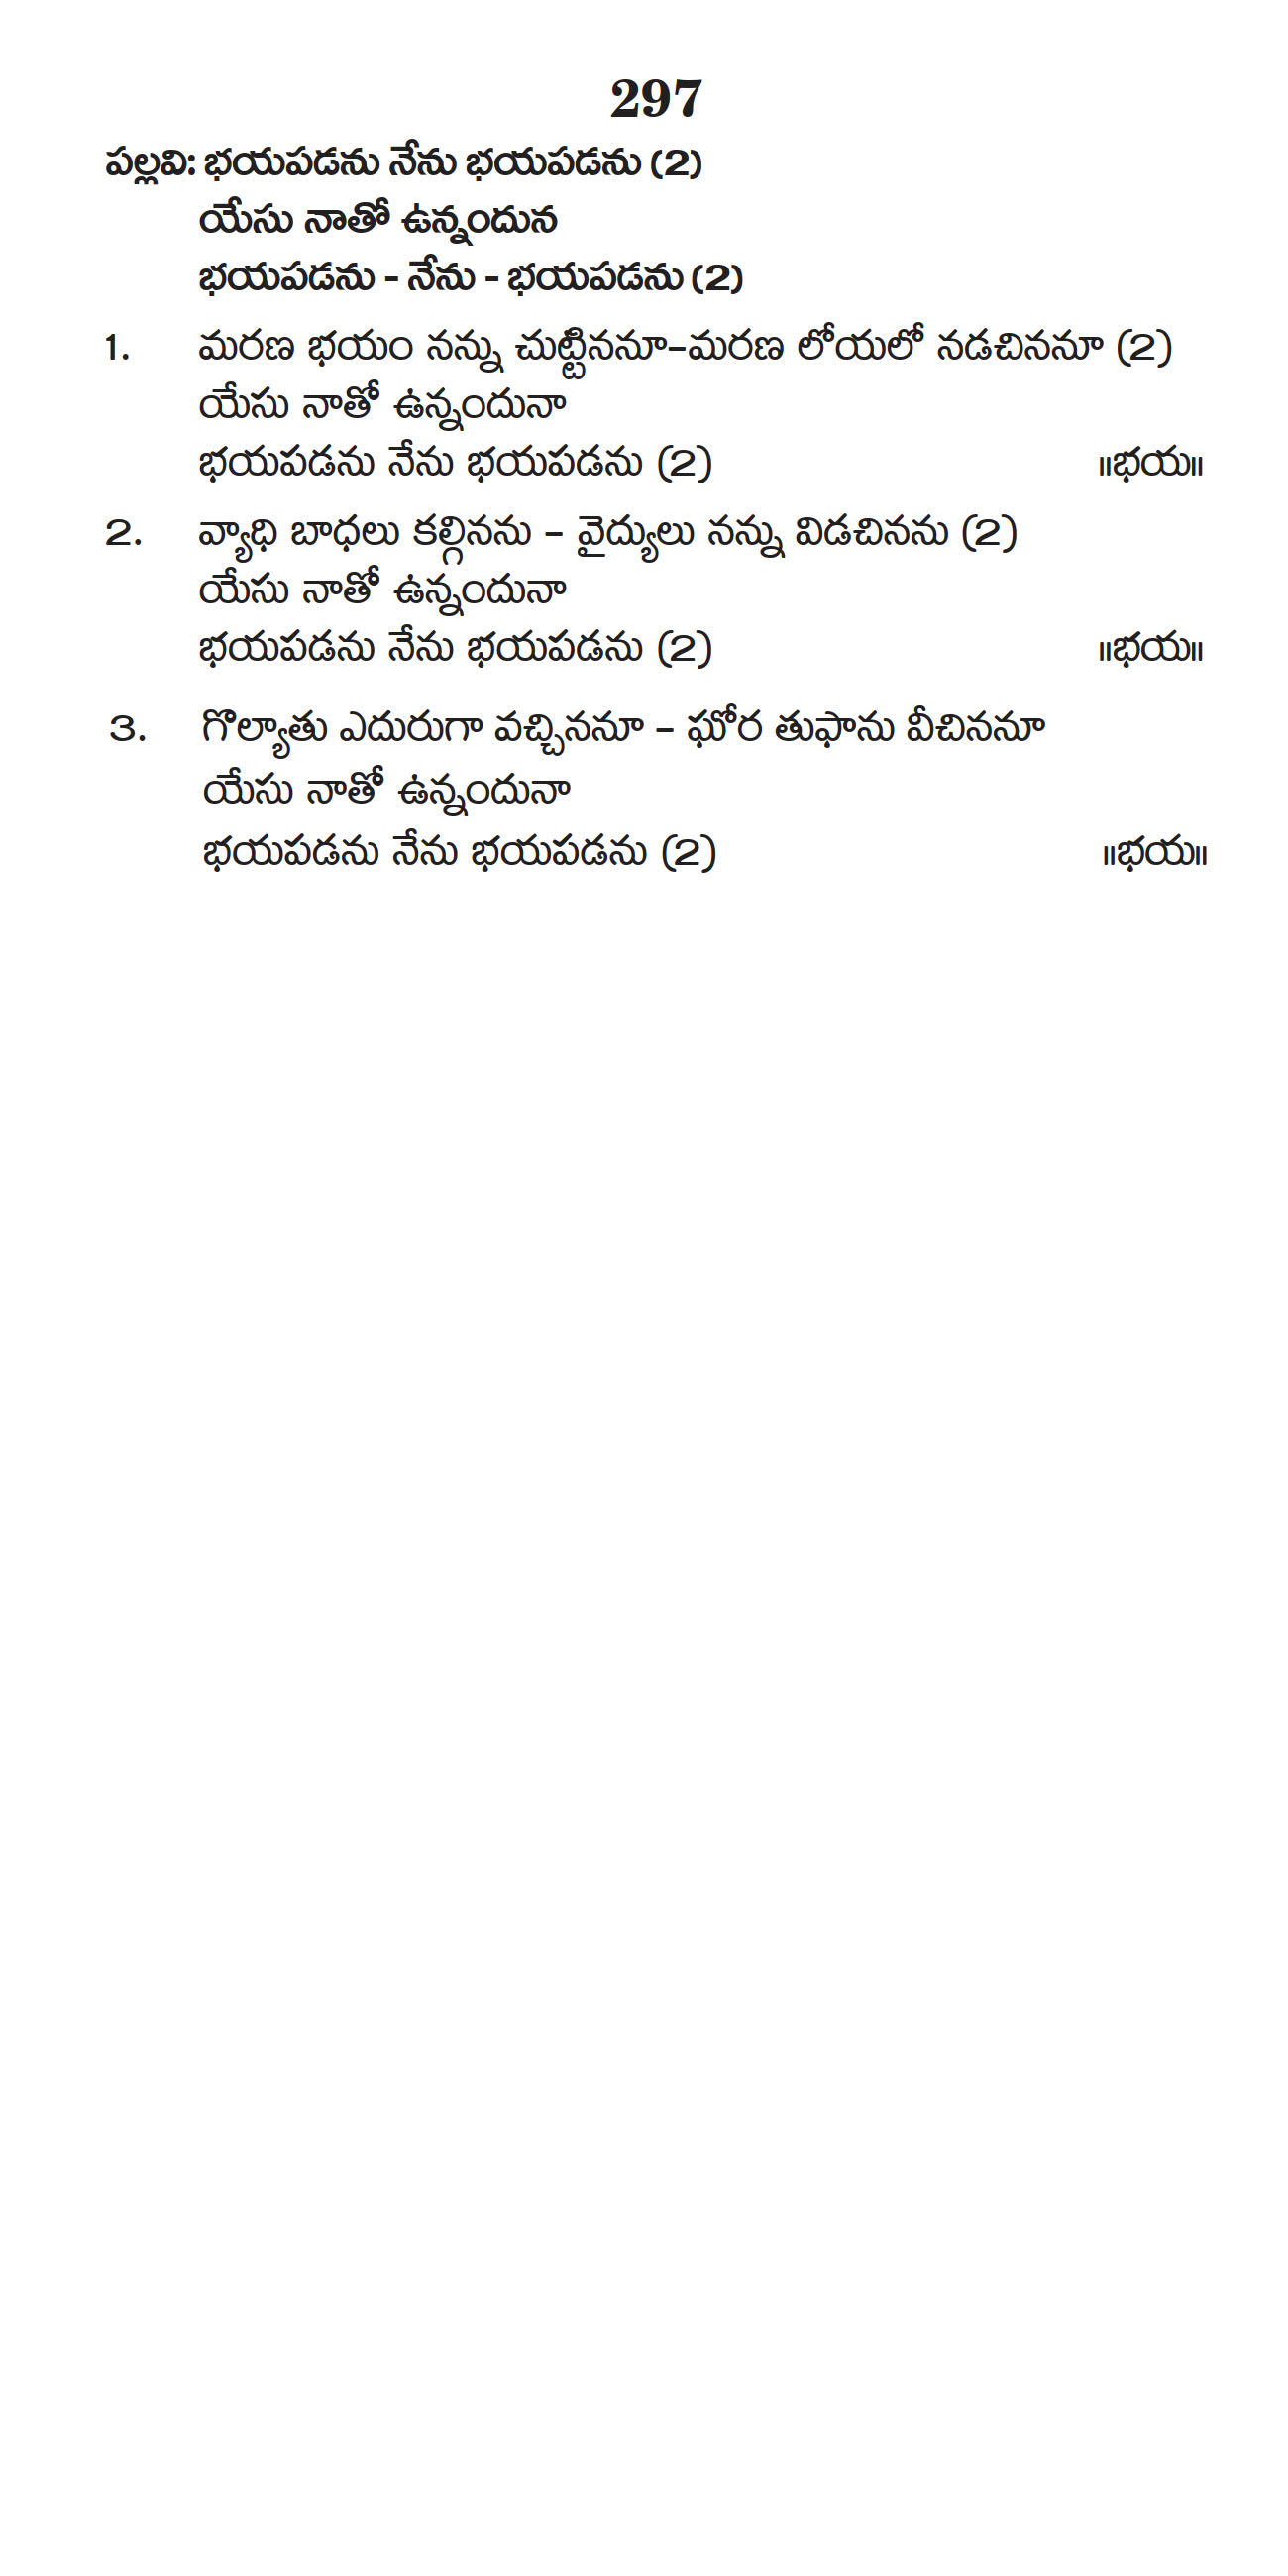 297
పల్లవి: భయపడను నేను భయపడను (2)
యేసు నాతో ఉన్నందున
భయపడను - నేను - భయపడను (2)
1. మరణ భయం నన్ను చుట్టిననూ-మరణ లోయలో నడచిననూ (2)
యేసు నాతో ఉన్నందునా
భయపడను నేను భయపడను (2) ॥భయ॥
2. వ్యాధి బాధలు కల్గినను - వైద్యులు నన్ను విడచినను (2)
యేసు నాతో ఉన్నందునా
భయపడను నేను భయపడను (2) ॥భయ॥
3. గొల్యాతు ఎదురుగా వచ్చిననూ - ఘోర తుఫాను వీచిననూ
యేసు నాతో ఉన్నందునా
భయపడను నేను భయపడను (2) ॥భయ॥